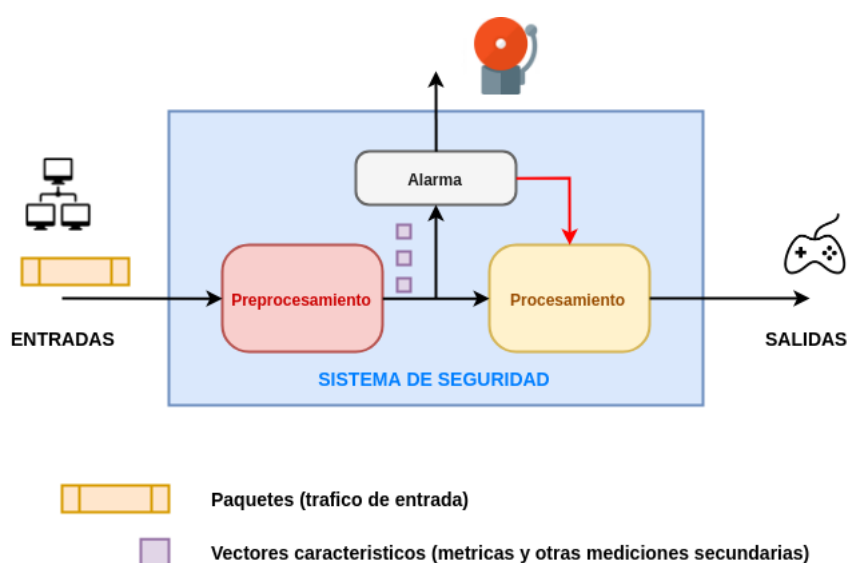 Alarma
Preprocesamiento
Procesamiento
ENTRADAS
SALIDAS
SISTEMA DE SEGURIDAD
Paquetes (trafico de entrada)
Vectores caracteristicos (metricas y otras mediciones secundarias)